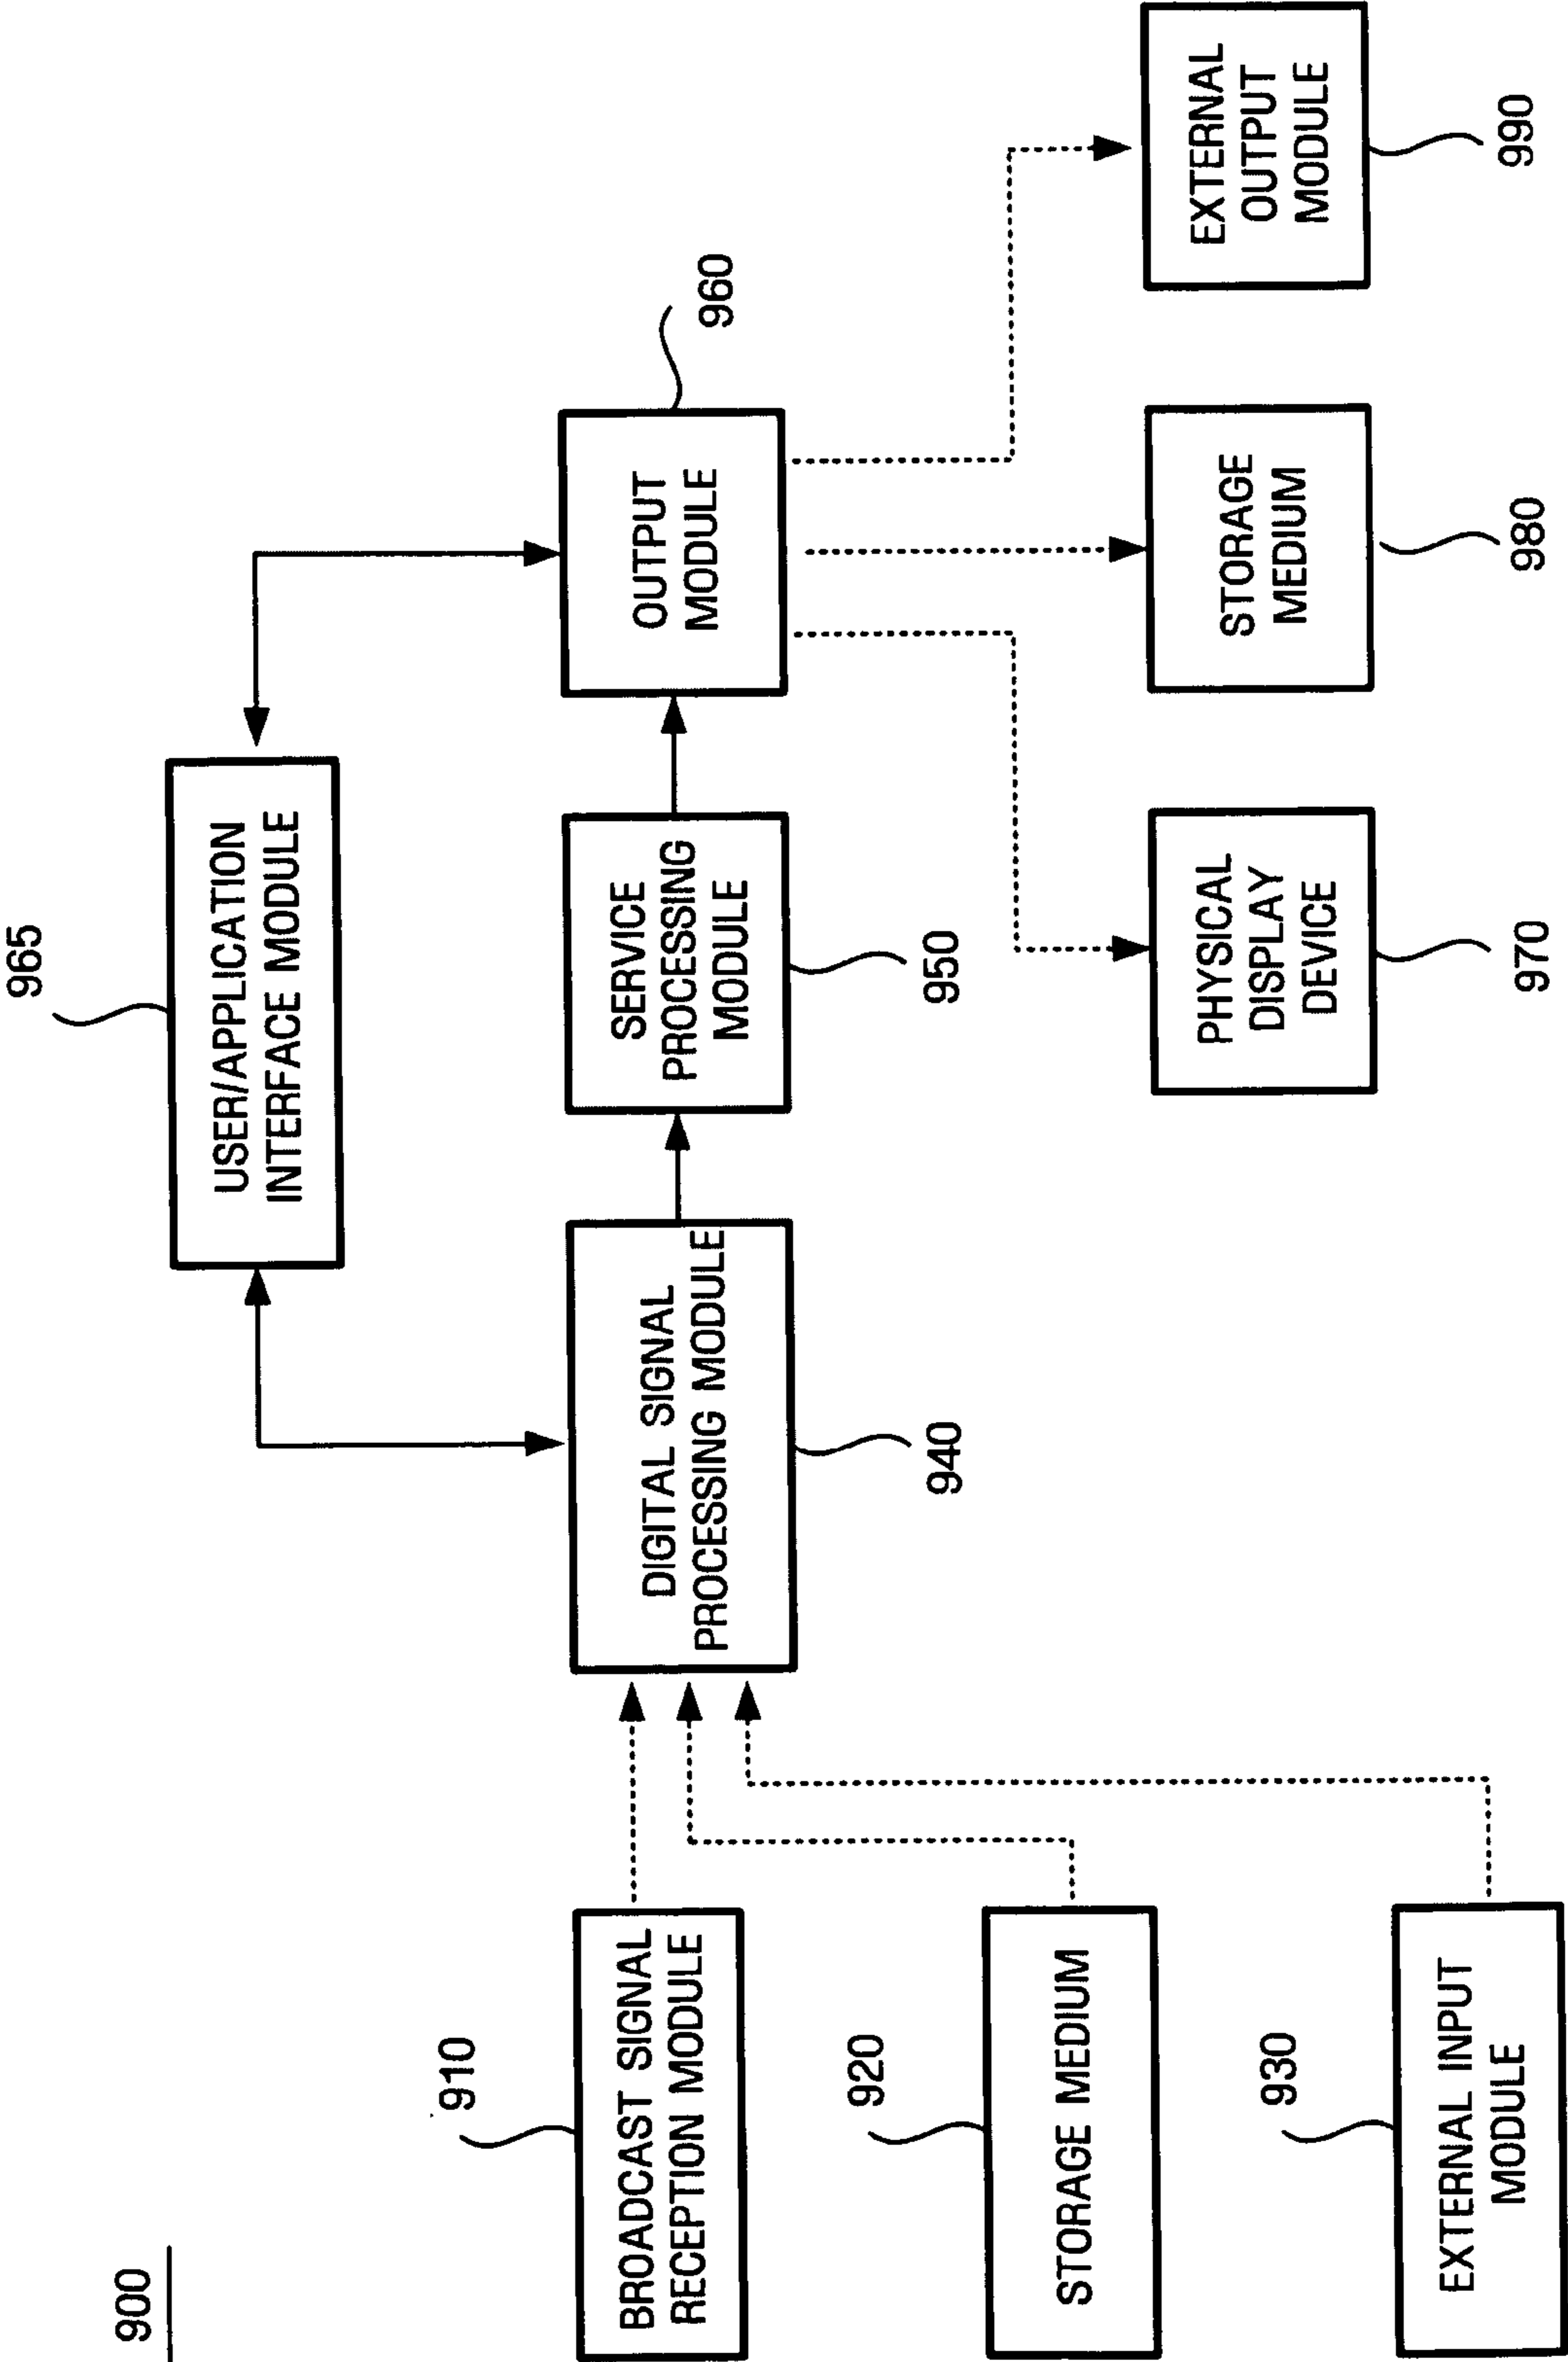 900
965
USER/APPLICATION
INTERFACE MODULE
910
BROADCAST SIGNAL
RECEPTION MODULE
DIGITAL SIGNAL
PROCESSING MODULE
940
SERVICE
PROCESSING
MODULE
950
OUTPUT
MODULE
960
920
STORAGE MEDIUM
930
EXTERNAL INPUT
MODULE
PHYSICAL
DISPLAY
DEVICE
970
STORAGE
MEDIUM
980
EXTERNAL
OUTPUT
MODULE
990